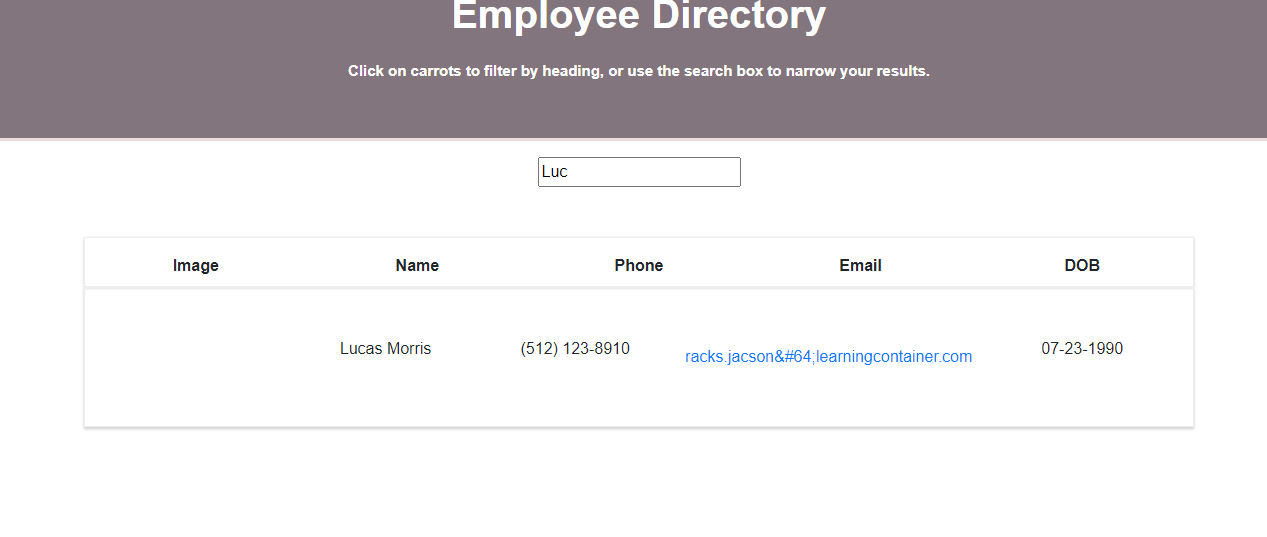 Employee Directory
Click on carrots to filter by heading, or use the search box to narrow your results.
Luc
Image Name Phone Email DOB
Lucas Morris (512) 123-8910 racks.jacson&#64;learningcontainer.com 07-23-1990